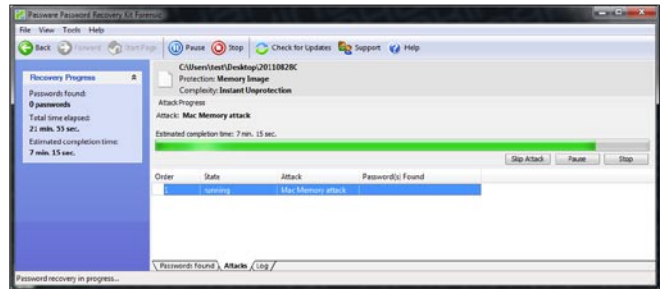 Passware Password Recovery Kit Forensic
File View Tools Help
Back Forward Start Page Pause Stop Check for Updates Support Help
Recovery Progress
Passwords found:
0 passwords
Total time elapsed:
21 min. 55 sec.
Estimated completion time:
7 min. 15 sec.
C:\Users\test\Desktop\20110828C
Protection: Memory Image
Complexity: Instant Unprotection
Attack Progress
Attack: Mac Memory attack
Estimated completion time: 7 min. 15 sec.
Skip Attack Pause Stop
Order State Attack Password(s) Found
1 running Mac Memory attack
Passwords found Attacks Log
Password recovery in progress...